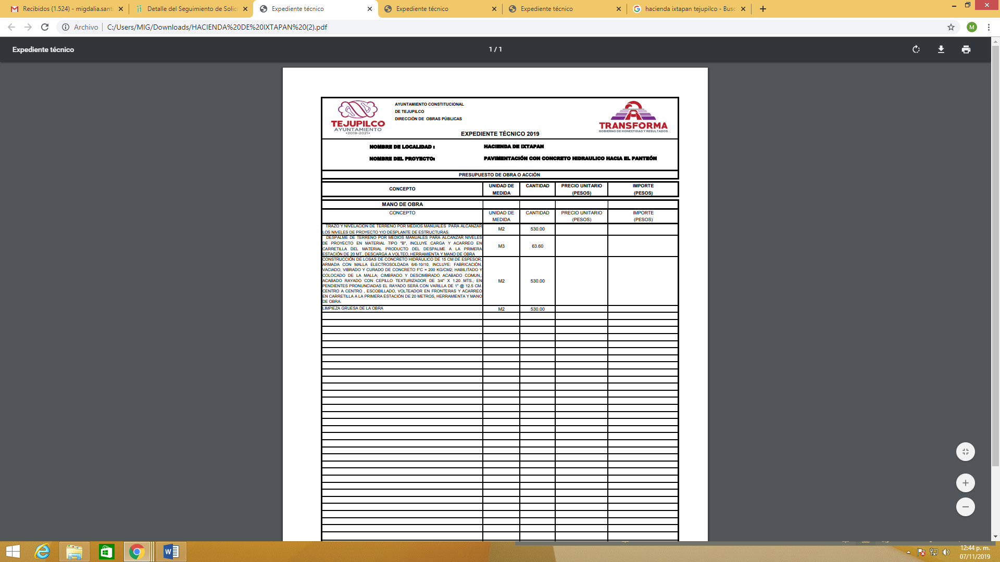 Recibidos (1.524) - migdalia.sant
Detalle del Seguimiento de Solici
Expediente técnico
Expediente técnico
Expediente técnico
hacienda ixtapan tejupilco - Busc
Archivo
C:/Users/MIG/Downloads/HACIENDA%20DE%20IXTAPAN%20(2).pdf
M
Expediente técnico
1 / 1
TEJUPILCO
AYUNTAMIENTO
•2019-2021•
AYUNTAMIENTO CONSTITUCIONAL
DE TEJUPILCO
DIRECCIÓN DE OBRAS PÚBLICAS
TRANSFORMA
GOBIERNO DE HONESTIDAD Y RESULTADOS
EXPEDIENTE TÉCNICO 2019
NOMBRE DE LOCALIDAD : HACIENDA DE IXTAPAN
NOMBRE DEL PROYECTO: PAVIMENTACIÓN CON CONCRETO HIDRAULICO HACIA EL PANTEÓN
PRESUPUESTO DE OBRA O ACCIÓN
CONCEPTO UNIDAD DE MEDIDA CANTIDAD PRECIO UNITARIO (PESOS) IMPORTE (PESOS)
MANO DE OBRA
CONCEPTO UNIDAD DE MEDIDA CANTIDAD PRECIO UNITARIO (PESOS) IMPORTE (PESOS)
TRAZO Y NIVELACION DE TERRENO POR MEDIOS MANUALES PARA ALCANZAR
LOS NIVELES DE PROYECTO Y/O DESPLANTE DE ESTRUCTURAS.
M2 530.00
DESPALME DE TERRENO POR MEDIOS MANUALES PARA ALCANZAR NIVELES
DE PROYECTO EN MATERIAL TIPO "B", INCLUYE CARGA Y ACARREO EN
CARRETILLA DEL MATERIAL PRODUCTO DEL DESPALME A LA PRIMERA
ESTACIÓN DE 20 MT., DESCARGA A VOLTEO, HERRAMIENTA Y MANO DE OBRA
M3 63.60
CONSTRUCCIÓN DE LOSAS DE CONCRETO HIDRÁULICO DE 15 CM DE ESPESOR,
ARMADA CON MALLA ELECTROSOLDADA 6/6-10/10, INCLUYE: FABRICACIÓN,
VACIADO, VIBRADO Y CURADO DE CONCRETO F'C = 200 KG/CM2; HABILITADO Y
COLOCADO DE LA MALLA; CIMBRADO Y DESCIMBRADO ACABADO COMUN,;
ACABADO RAYADO CON CEPILLO TEXTURIZADOR DE 3/4" X 1.20 MTS., EN
PENDIENTES PRONUNCIADAS EL RAYADO SERÁ CON VARILLA DE 1" @ 12.5 CM.
CENTRO A CENTRO , ESCOBILLADO, VOLTEADOR EN FRONTERAS Y ACARREO
EN CARRETILLA A LA PRIMERA ESTACIÓN DE 20 METROS, HERRAMIENTA Y MANO
DE OBRA.
M2 530.00
LIMPIEZA GRUESA DE LA OBRA M2 530.00
12:44 p. m.
07/11/2019